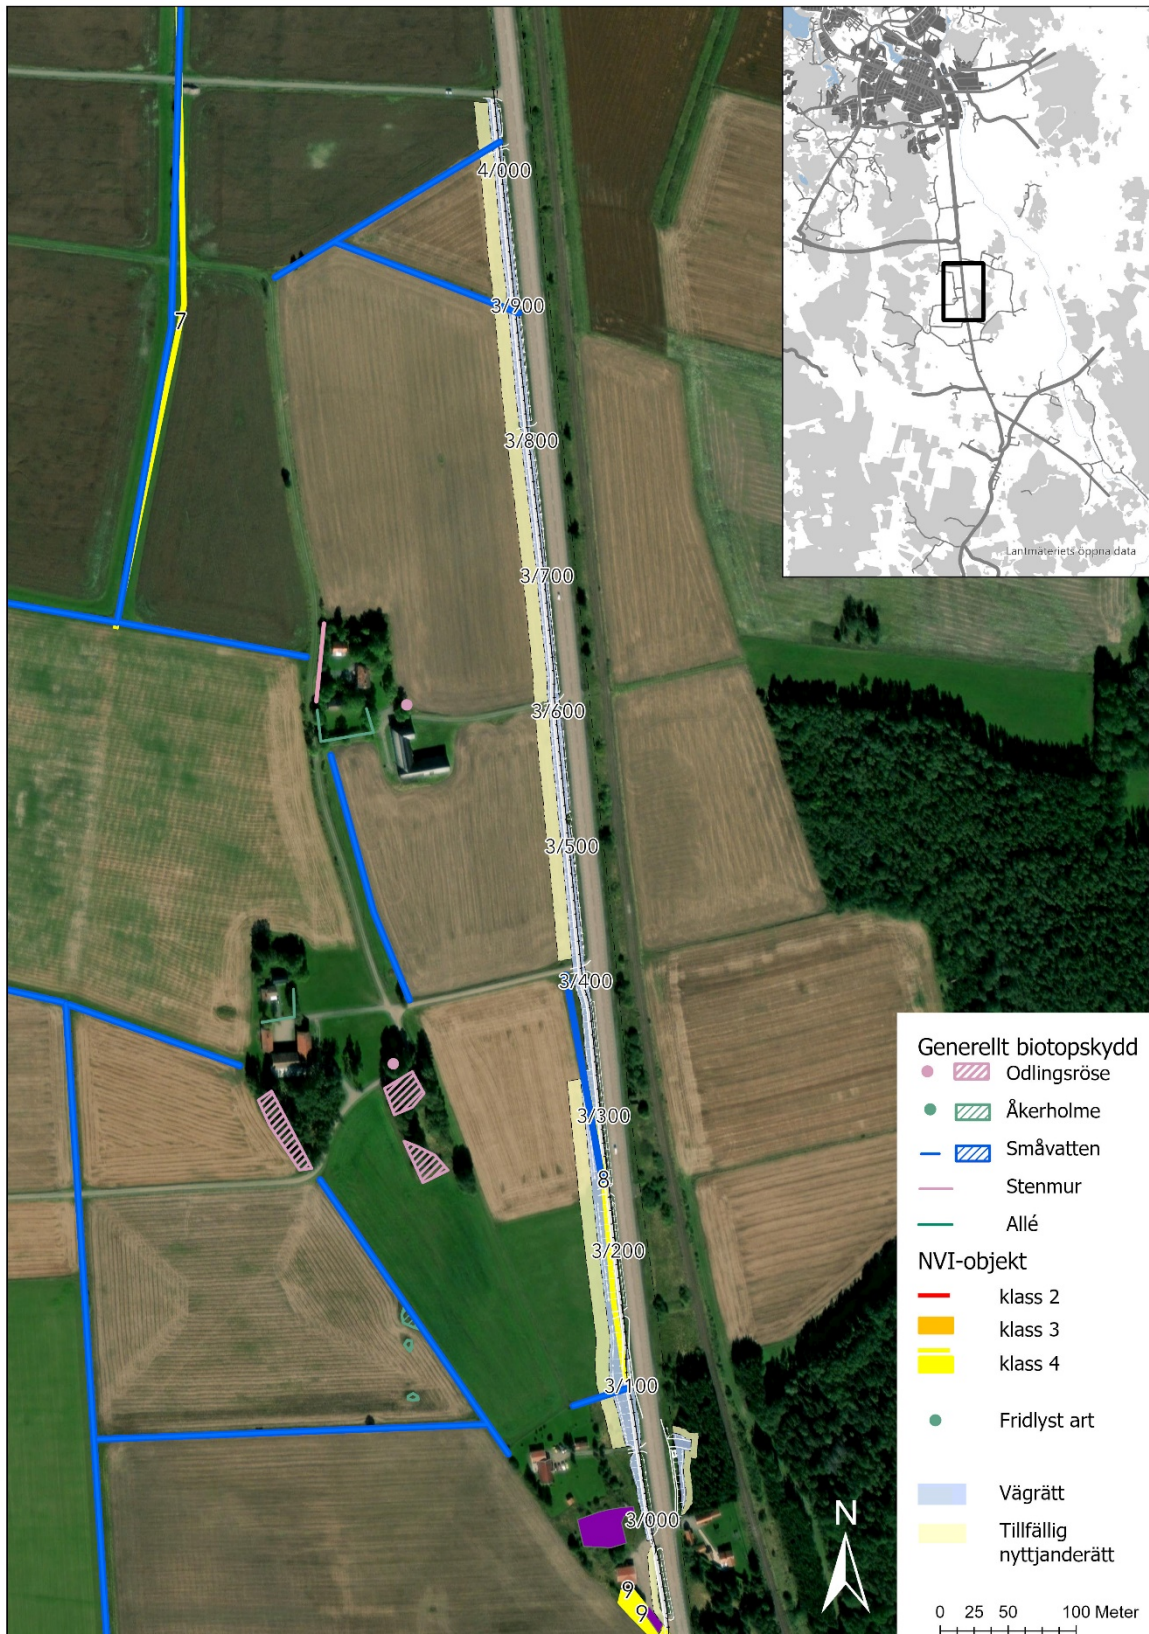 4/000
3/900
7
3/800
3/700
3/600
3/500
3/400
3/300
8
3/200
3/100
3/000
9
9
Lantmäteriets öppna data
Generellt biotopskydd
Odlingsröse
Åkerholme
Småvatten
Stenmur
Allé
NVI-objekt
klass 2
klass 3
klass 4
Fridlyst art
Vägrätt
Tillfällig
nyttjanderätt
N
0 25 50 100 Meter